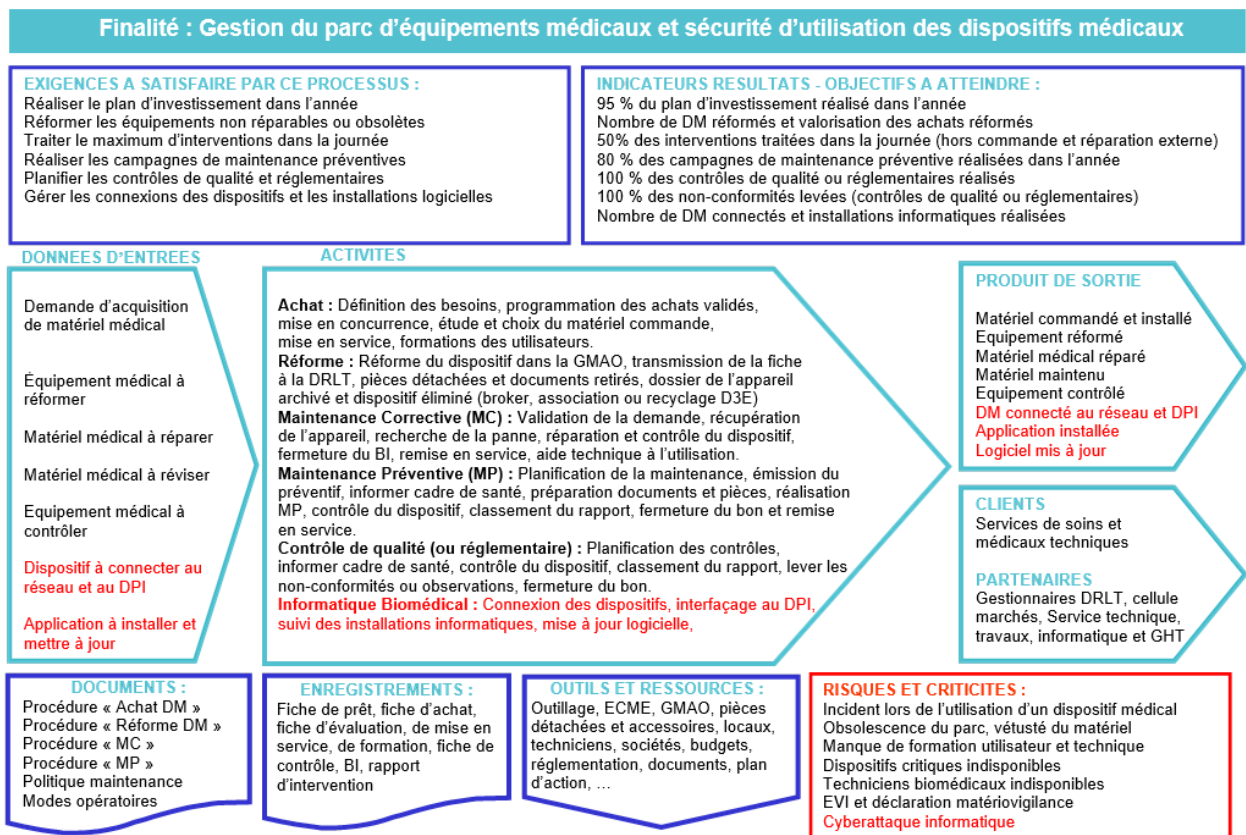 Finalité : Gestion du parc d'équipements médicaux et sécurité d'utilisation des dispositifs médicaux
EXIGENCES A SATISFAIRE PAR CE PROCESSUS :
Réaliser le plan d'investissement dans l'année
Réformer les équipements non réparables ou obsolètes
Traiter le maximum d'interventions dans la journée
Réaliser les campagnes de maintenance préventives
Planifier les contrôles de qualité et réglementaires
Gérer les connexions des dispositifs et les installations logicielles
INDICATEURS RESULTATS - OBJECTIFS A ATTEINDRE :
95 % du plan d'investissement réalisé dans l'année
Nombre de DM réformés et valorisation des achats réformés
50% des interventions traitées dans la journée (hors commande et réparation externe)
80 % des campagnes de maintenance préventive réalisées dans l'année
100 % des contrôles de qualité ou réglementaires réalisés
100 % des non-conformités levées (contrôles de qualité ou réglementaires)
Nombre de DM connectés et installations informatiques réalisées
DONNEES D'ENTREES
Demande d'acquisition
de matériel médical
Équipement médical à
réformer
Matériel médical à réparer
Matériel médical à réviser
Equipement médical à
contrôler
Dispositif à connecter au
réseau et au DPI
Application à installer et
mettre à jour
ACTIVITES
Achat : Définition des besoins, programmation des achats validés,
mise en concurrence, étude et choix du matériel commande,
mise en service, formations des utilisateurs.
Réforme : Réforme du dispositif dans la GMAO, transmission de la fiche
à la DRLT, pièces détachées et documents retirés, dossier de l'appareil
archivé et dispositif éliminé (broker, association ou recyclage D3E)
Maintenance Corrective (MC) : Validation de la demande, récupération
de l'appareil, recherche de la panne, réparation et contrôle du dispositif,
fermeture du BI, remise en service, aide technique à l'utilisation.
Maintenance Préventive (MP) : Planification de la maintenance, émission du
préventif, informer cadre de santé, préparation documents et pièces, réalisation
MP, contrôle du dispositif, classement du rapport, fermeture du bon et remise
en service.
Contrôle de qualité (ou réglementaire) : Planification des contrôles,
informer cadre de santé, contrôle du dispositif, classement du rapport, lever les
non-conformités ou observations, fermeture du bon.
Informatique Biomédical : Connexion des dispositifs, interfaçage au DPI,
suivi des installations informatiques, mise à jour logicielle,
PRODUIT DE SORTIE
Matériel commandé et installé
Equipement réformé
Matériel médical réparé
Matériel maintenu
Equipement contrôlé
DM connecté au réseau et DPI
Application installée
Logiciel mis à jour
CLIENTS
Services de soins et
médicaux techniques
PARTENAIRES
Gestionnaires DRLT, cellule
marchés, Service technique,
travaux, informatique et GHT
DOCUMENTS :
Procédure « Achat DM »
Procédure « Réforme DM »
Procédure « MC »
Procédure « MP »
Politique maintenance
Modes opératoires
ENREGISTREMENTS :
Fiche de prêt, fiche d'achat,
fiche d'évaluation, de mise en
service, de formation, fiche de
contrôle, BI, rapport
d'intervention
OUTILS ET RESSOURCES :
Outillage, ECME, GMAO, pièces
détachées et accessoires, locaux,
techniciens, sociétés, budgets,
réglementation, documents, plan
d'action, ...
RISQUES ET CRITICITES :
Incident lors de l'utilisation d'un dispositif médical
Obsolescence du parc, vétusté du matériel
Manque de formation utilisateur et technique
Dispositifs critiques indisponibles
Techniciens biomédicaux indisponibles
EVI et déclaration matériovigilance
Cyberattaque informatique